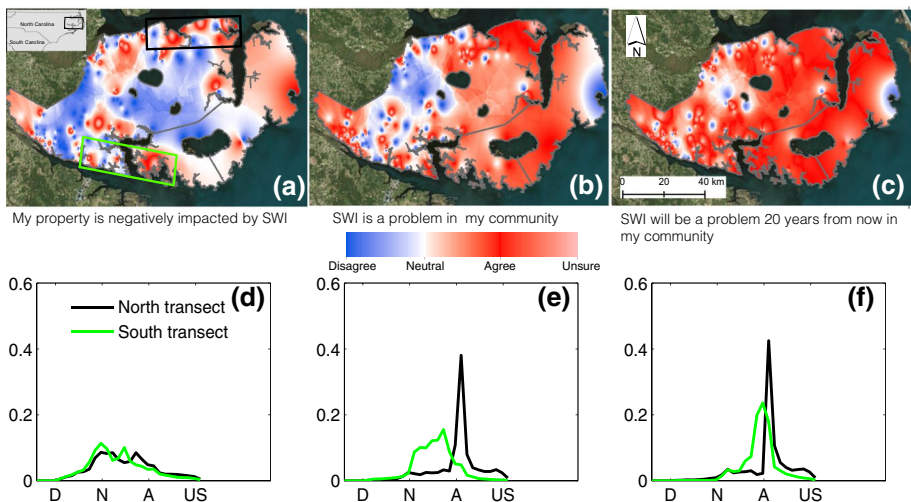 North Carolina
South Carolina
N
(a)
(b)
(c)
0 20 40 km
My property is negatively impacted by SWI
SWI is a problem in my community
SWI will be a problem 20 years from now in
my community
Disagree Neutral Agree Unsure
0.6
0.4
0.2
0
(d)
North transect
South transect
D N A US
0.6
0.4
0.2
0
(e)
D N A US
0.6
0.4
0.2
0
(f)
D N A US